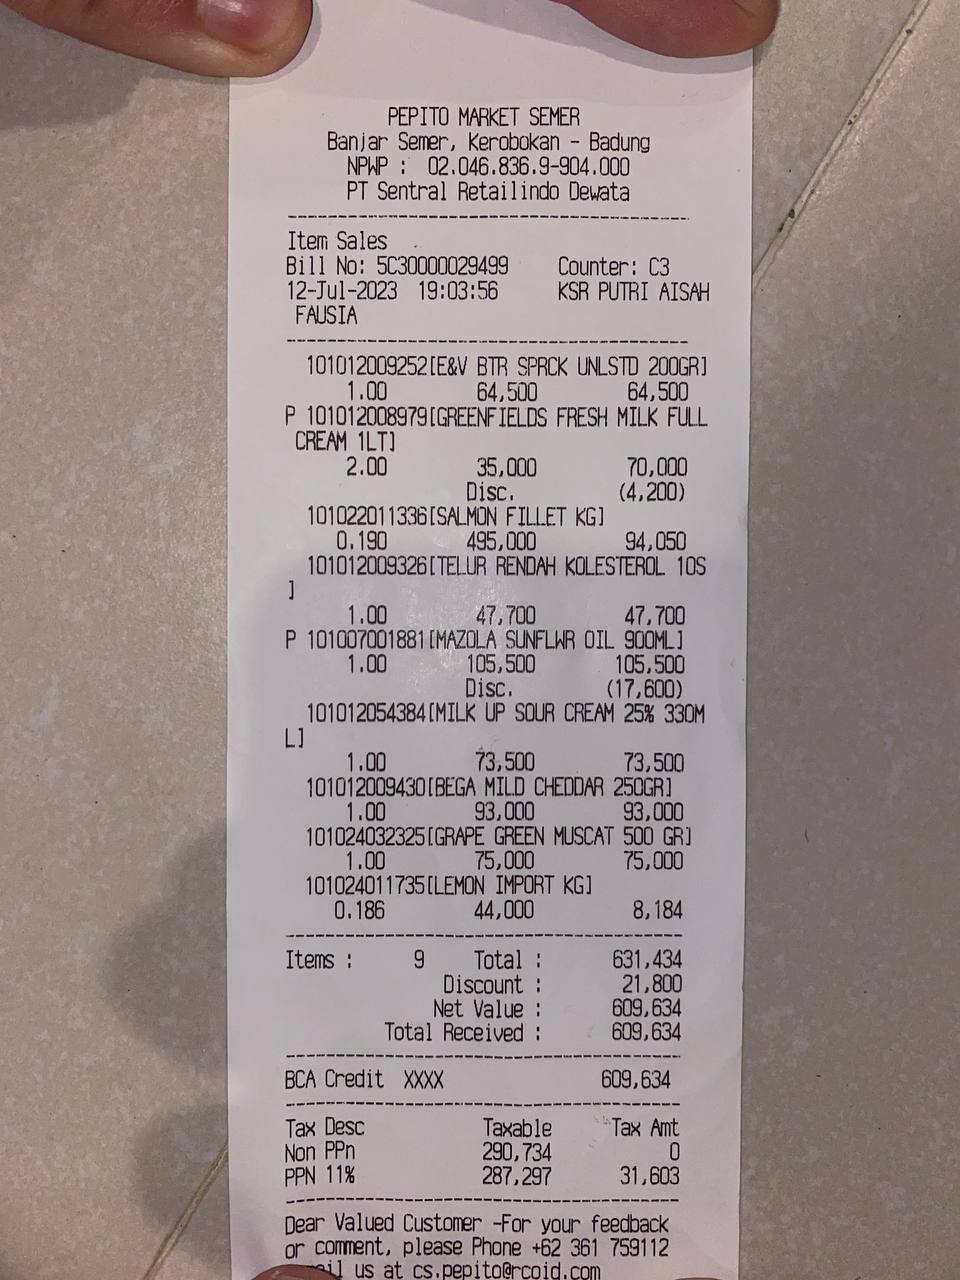 PEPITO MARKET SEMER
Banjar Semer, Kerobokan - Badung
NPWP : 02.046.836.9-904.000
PT Sentral Retailindo Dewata
Item Sales
Bill No: 5C30000029499 Counter: C3
12-Jul-2023 19:03:56 KSR PUTRI AISAH
FAUSIA
101012009252[E&V BTR SPRCK UNLSTD 200GR]
1.00 64,500 64,500
P 101012008979[GREENFIELDS FRESH MILK FULL
CREAM 1LT]
2.00 35,000 70,000
Disc. (4,200)
101022011336[SALMON FILLET KG]
0.190 495,000 94,050
101012009326[TELUR RENDAH KOLESTEROL 10S
]
1.00 47,700 47,700
P 101007001881[MAZOLA SUNFLWR OIL 900ML]
1.00 105,500 105,500
Disc. (17,600)
101012054384[MILK UP SOUR CREAM 25% 330M
L]
1.00 73,500 73,500
101012009430[BEGA MILD CHEDDAR 250GR]
1.00 93,000 93,000
101024032325[GRAPE GREEN MUSCAT 500 GR]
1.00 75,000 75,000
101024011735[LEMON IMPORT KG]
0.186 44,000 8,184
Items : 9 Total : 631,434
Discount : 21,800
Net Value : 609,634
Total Received : 609,634
BCA Credit XXXX 609,634
Tax Desc Taxable Tax Amt
Non PPn 290,734 0
PPN 11% 287,297 31,603
Dear Valued Customer -For your feedback
or comment, please Phone +62 361 759112
us at cs.pepito@rcoid.com